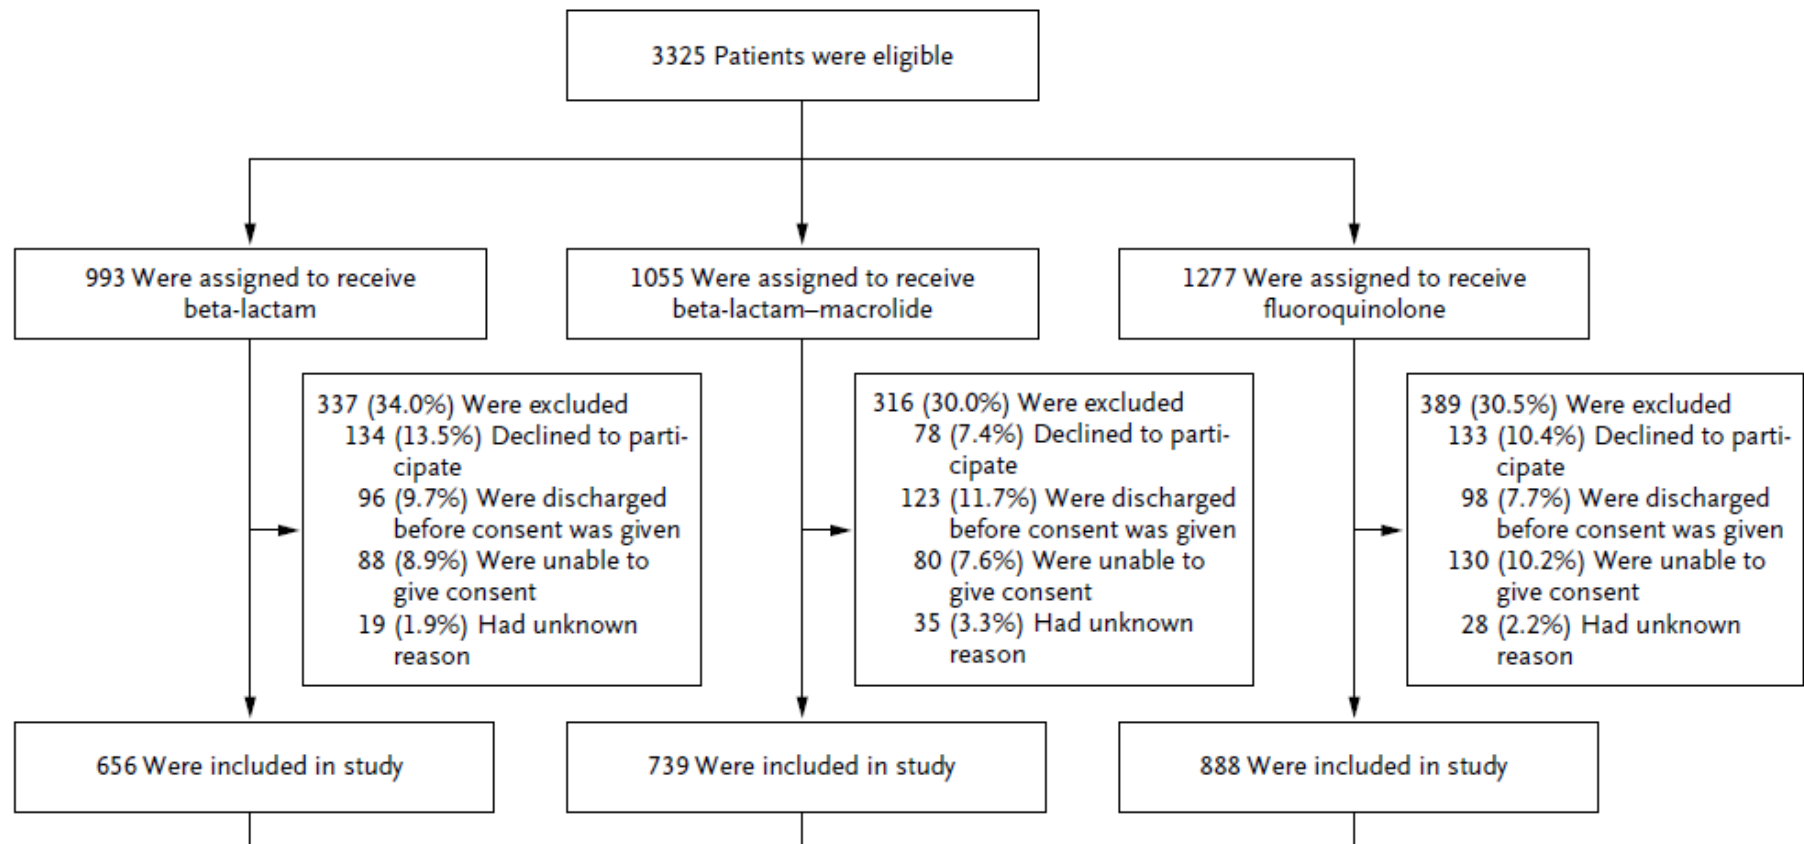 3325 Patients were eligible
993 Were assigned to receive
beta-lactam
1055 Were assigned to receive
beta-lactam–macrolide
1277 Were assigned to receive
fluoroquinolone
337 (34.0%) Were excluded
134 (13.5%) Declined to parti-
cipate
96 (9.7%) Were discharged
before consent was given
88 (8.9%) Were unable to
give consent
19 (1.9%) Had unknown
reason
316 (30.0%) Were excluded
78 (7.4%) Declined to parti-
cipate
123 (11.7%) Were discharged
before consent was given
80 (7.6%) Were unable to
give consent
35 (3.3%) Had unknown
reason
389 (30.5%) Were excluded
133 (10.4%) Declined to parti-
cipate
98 (7.7%) Were discharged
before consent was given
130 (10.2%) Were unable to
give consent
28 (2.2%) Had unknown
reason
656 Were included in study
739 Were included in study
888 Were included in study